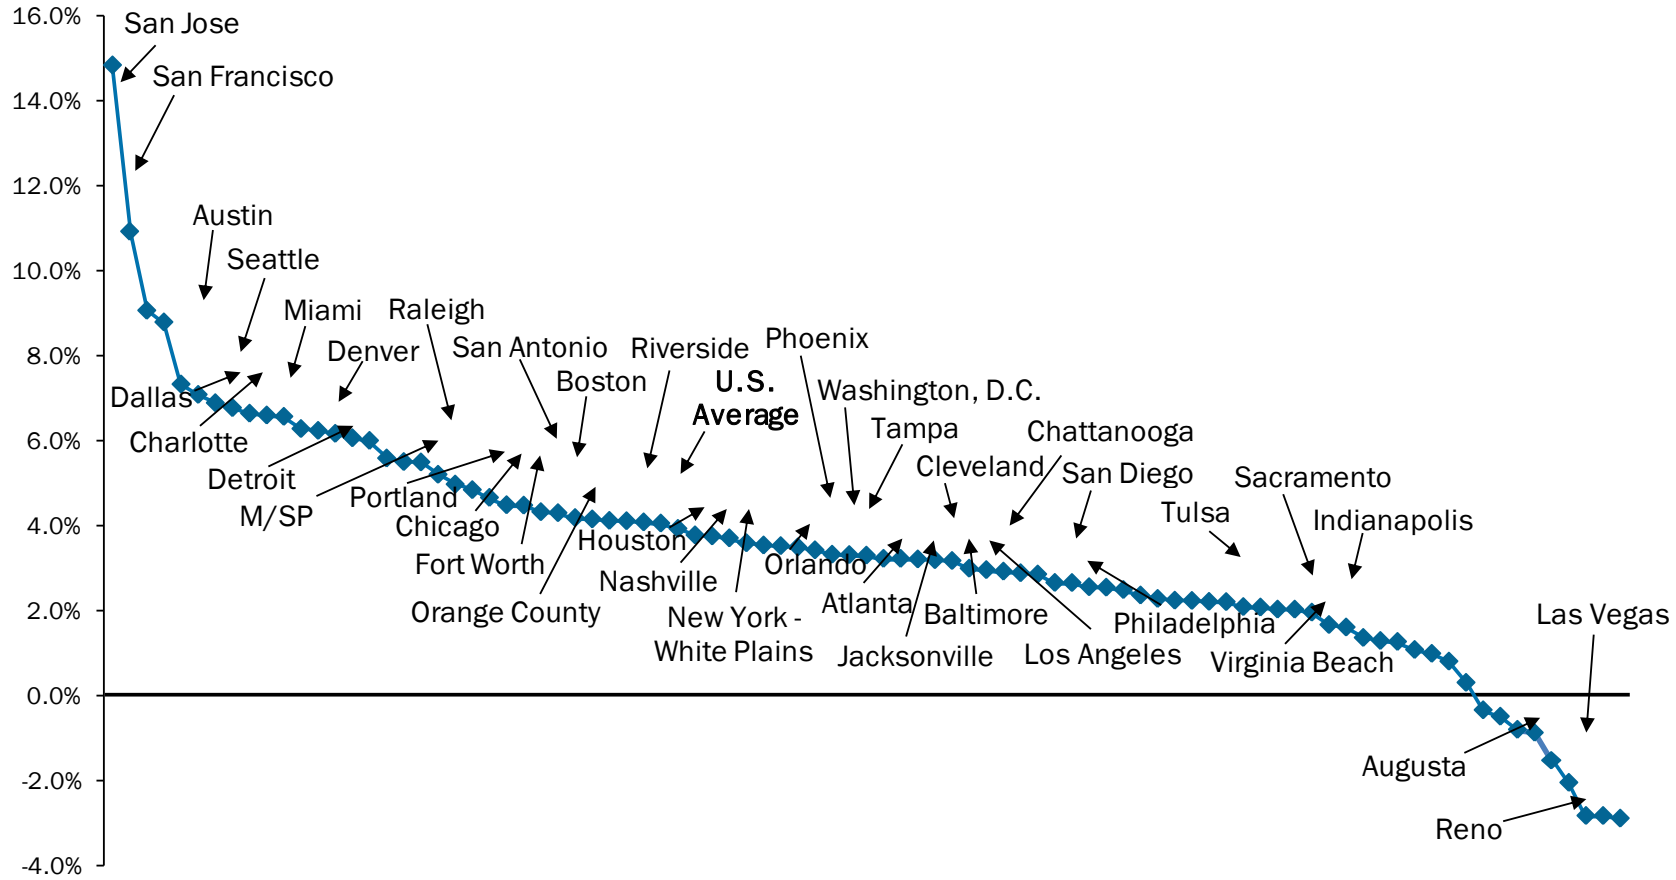 16.0%
14.0%
12.0%
10.0%
8.0%
6.0%
4.0%
2.0%
0.0%
-2.0%
-4.0%
San Jose
San Francisco
Austin
Seattle
Miami
Raleigh
Denver
San Antonio
Riverside
Phoenix
Boston
U.S.
Average
Washington, D.C.
Dallas
Tampa
Chattanooga
Charlotte
Cleveland
San Diego
Sacramento
Detroit
Portland
M/SP
Chicago
Tulsa
Indianapolis
Houston
Fort Worth
Orlando
Nashville
Orange County
Atlanta
New York -
White Plains
Baltimore
Philadelphia
Las Vegas
Jacksonville
Los Angeles
Virginia Beach
Augusta
Reno